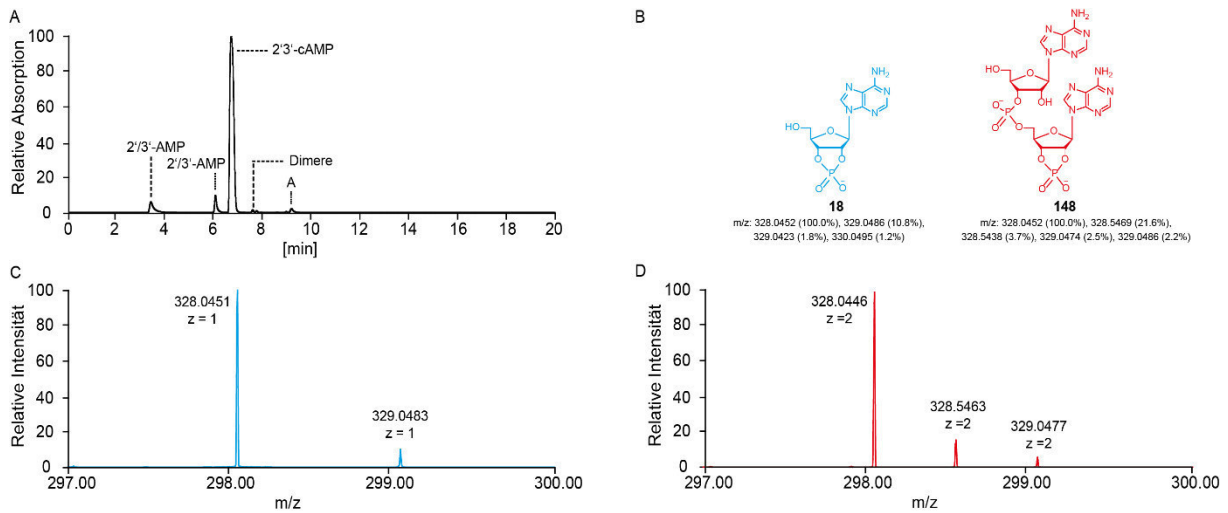 A
Relative Absorption
100
80
60
40
20
0
2'3'-cAMP
2'/3'-AMP
2'/3'-AMP
Dimere
A
0 2 4 6 8 10 12 14 16 18 20
[min]
B
NH2
N
N
N
N
HO
O
O
O
P
O
O-
18
m/z: 328.0452 (100.0%), 329.0486 (10.8%),
329.0423 (1.8%), 330.0495 (1.2%)
NH2
N
N
N
N
HO
O
NH2
O
OH
N
N
N
N
O-
P
O
O
O
O
O
P
O
O-
148
m/z: 328.0452 (100.0%), 328.5469 (21.6%),
328.5438 (3.7%), 329.0474 (2.5%), 329.0486 (2.2%)
C
Relative Intensität
100
80
60
40
20
0
328.0451
z = 1
329.0483
z = 1
297.00 298.00 299.00 300.00
m/z
D
Relative Intensität
100
80
60
40
20
0
328.0446
z =2
328.5463
z =2
329.0477
z =2
297.00 298.00 299.00 300.00
m/z